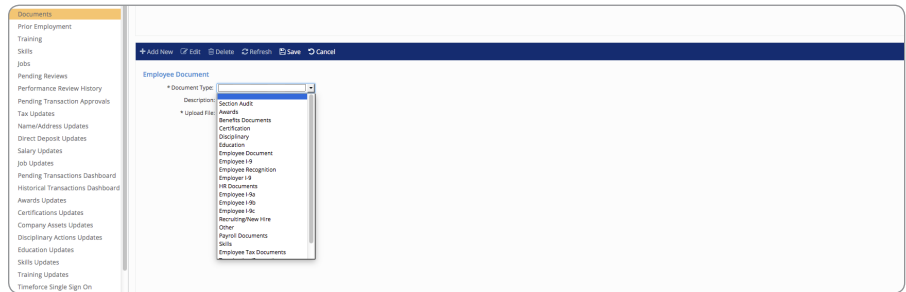 Documents
Prior Employment
Training
Skills
Jobs
Pending Reviews
Performance Review History
Pending Transaction Approvals
Tax Updates
Name/Address Updates
Direct Deposit Updates
Salary Updates
Job Updates
Pending Transactions Dashboard
Historical Transactions Dashboard
Awards Updates
Certifications Updates
Company Assets Updates
Disciplinary Actions Updates
Education Updates
Skills Updates
Training Updates
Timeforce Single Sign On
Add New Edit Delete Refresh Save Cancel
Employee Document
* Document Type:
Description:
* Upload File:
Section Audit
Awards
Benefits Documents
Certification
Disciplinary
Education
Employee Document
Employee I-9
Employee Recognition
Employer I-9
HR Documents
Employee I-9a
Employee I-9b
Employee I-9c
Recruiting/New Hire
Other
Payroll Documents
Skills
Employee Tax Documents